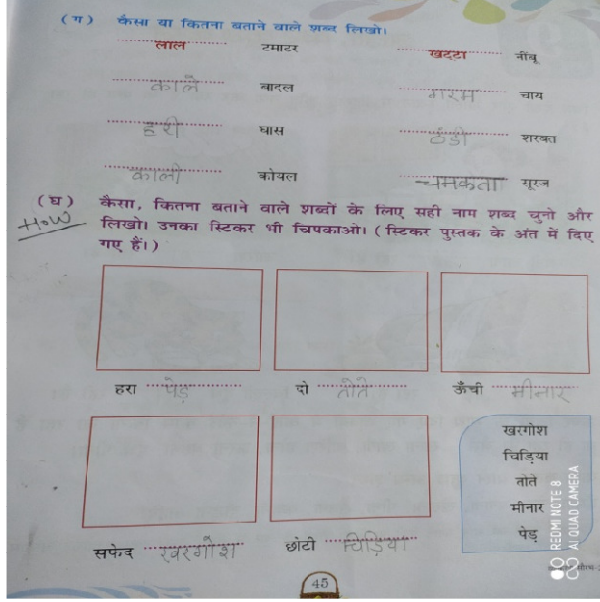 (ग) कैसा या कितना बताने वाले शब्द लिखो।
लाल टमाटर खट्टा नींबू
काले बादल गरम चाय
हरी घास ठंडी शरबत
काली कोयल चमकता सूरज
(घ) कैसा, कितना बताने वाले शब्दों के लिए सही नाम शब्द चुनो और
H.W लिखो। उनका स्टिकर भी चिपकाओ। (स्टिकर पुस्तक के अंत में दिए
गए हैं।)
हरा पेड़ दो तोते ऊँची मीनार
खरगोश
चिड़िया
तोते
मीनार
पेड़
सफेद खरगोश छोटी चिड़िया
45
REDMI NOTE 8
AI QUAD CAMERA